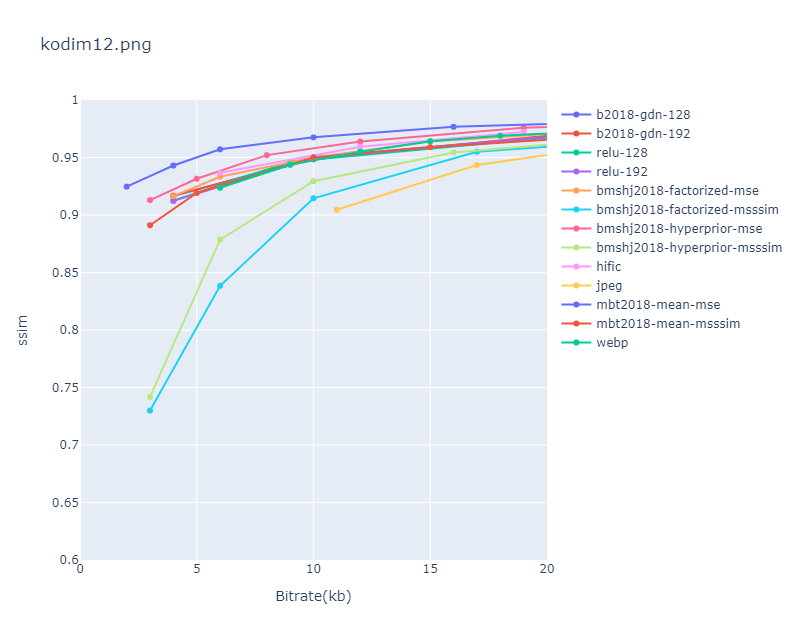 kodim12.png
1
0.95
0.9
0.85
0.8
0.75
0.7
0.65
0.6
ssim
0
5
10
15
20
Bitrate(kb)
b2018-gdn-128
b2018-gdn-192
relu-128
relu-192
bmshj2018-factorized-mse
bmshj2018-factorized-msssim
bmshj2018-hyperprior-mse
bmshj2018-hyperprior-msssim
hific
jpeg
mbt2018-mean-mse
mbt2018-mean-msssim
webp